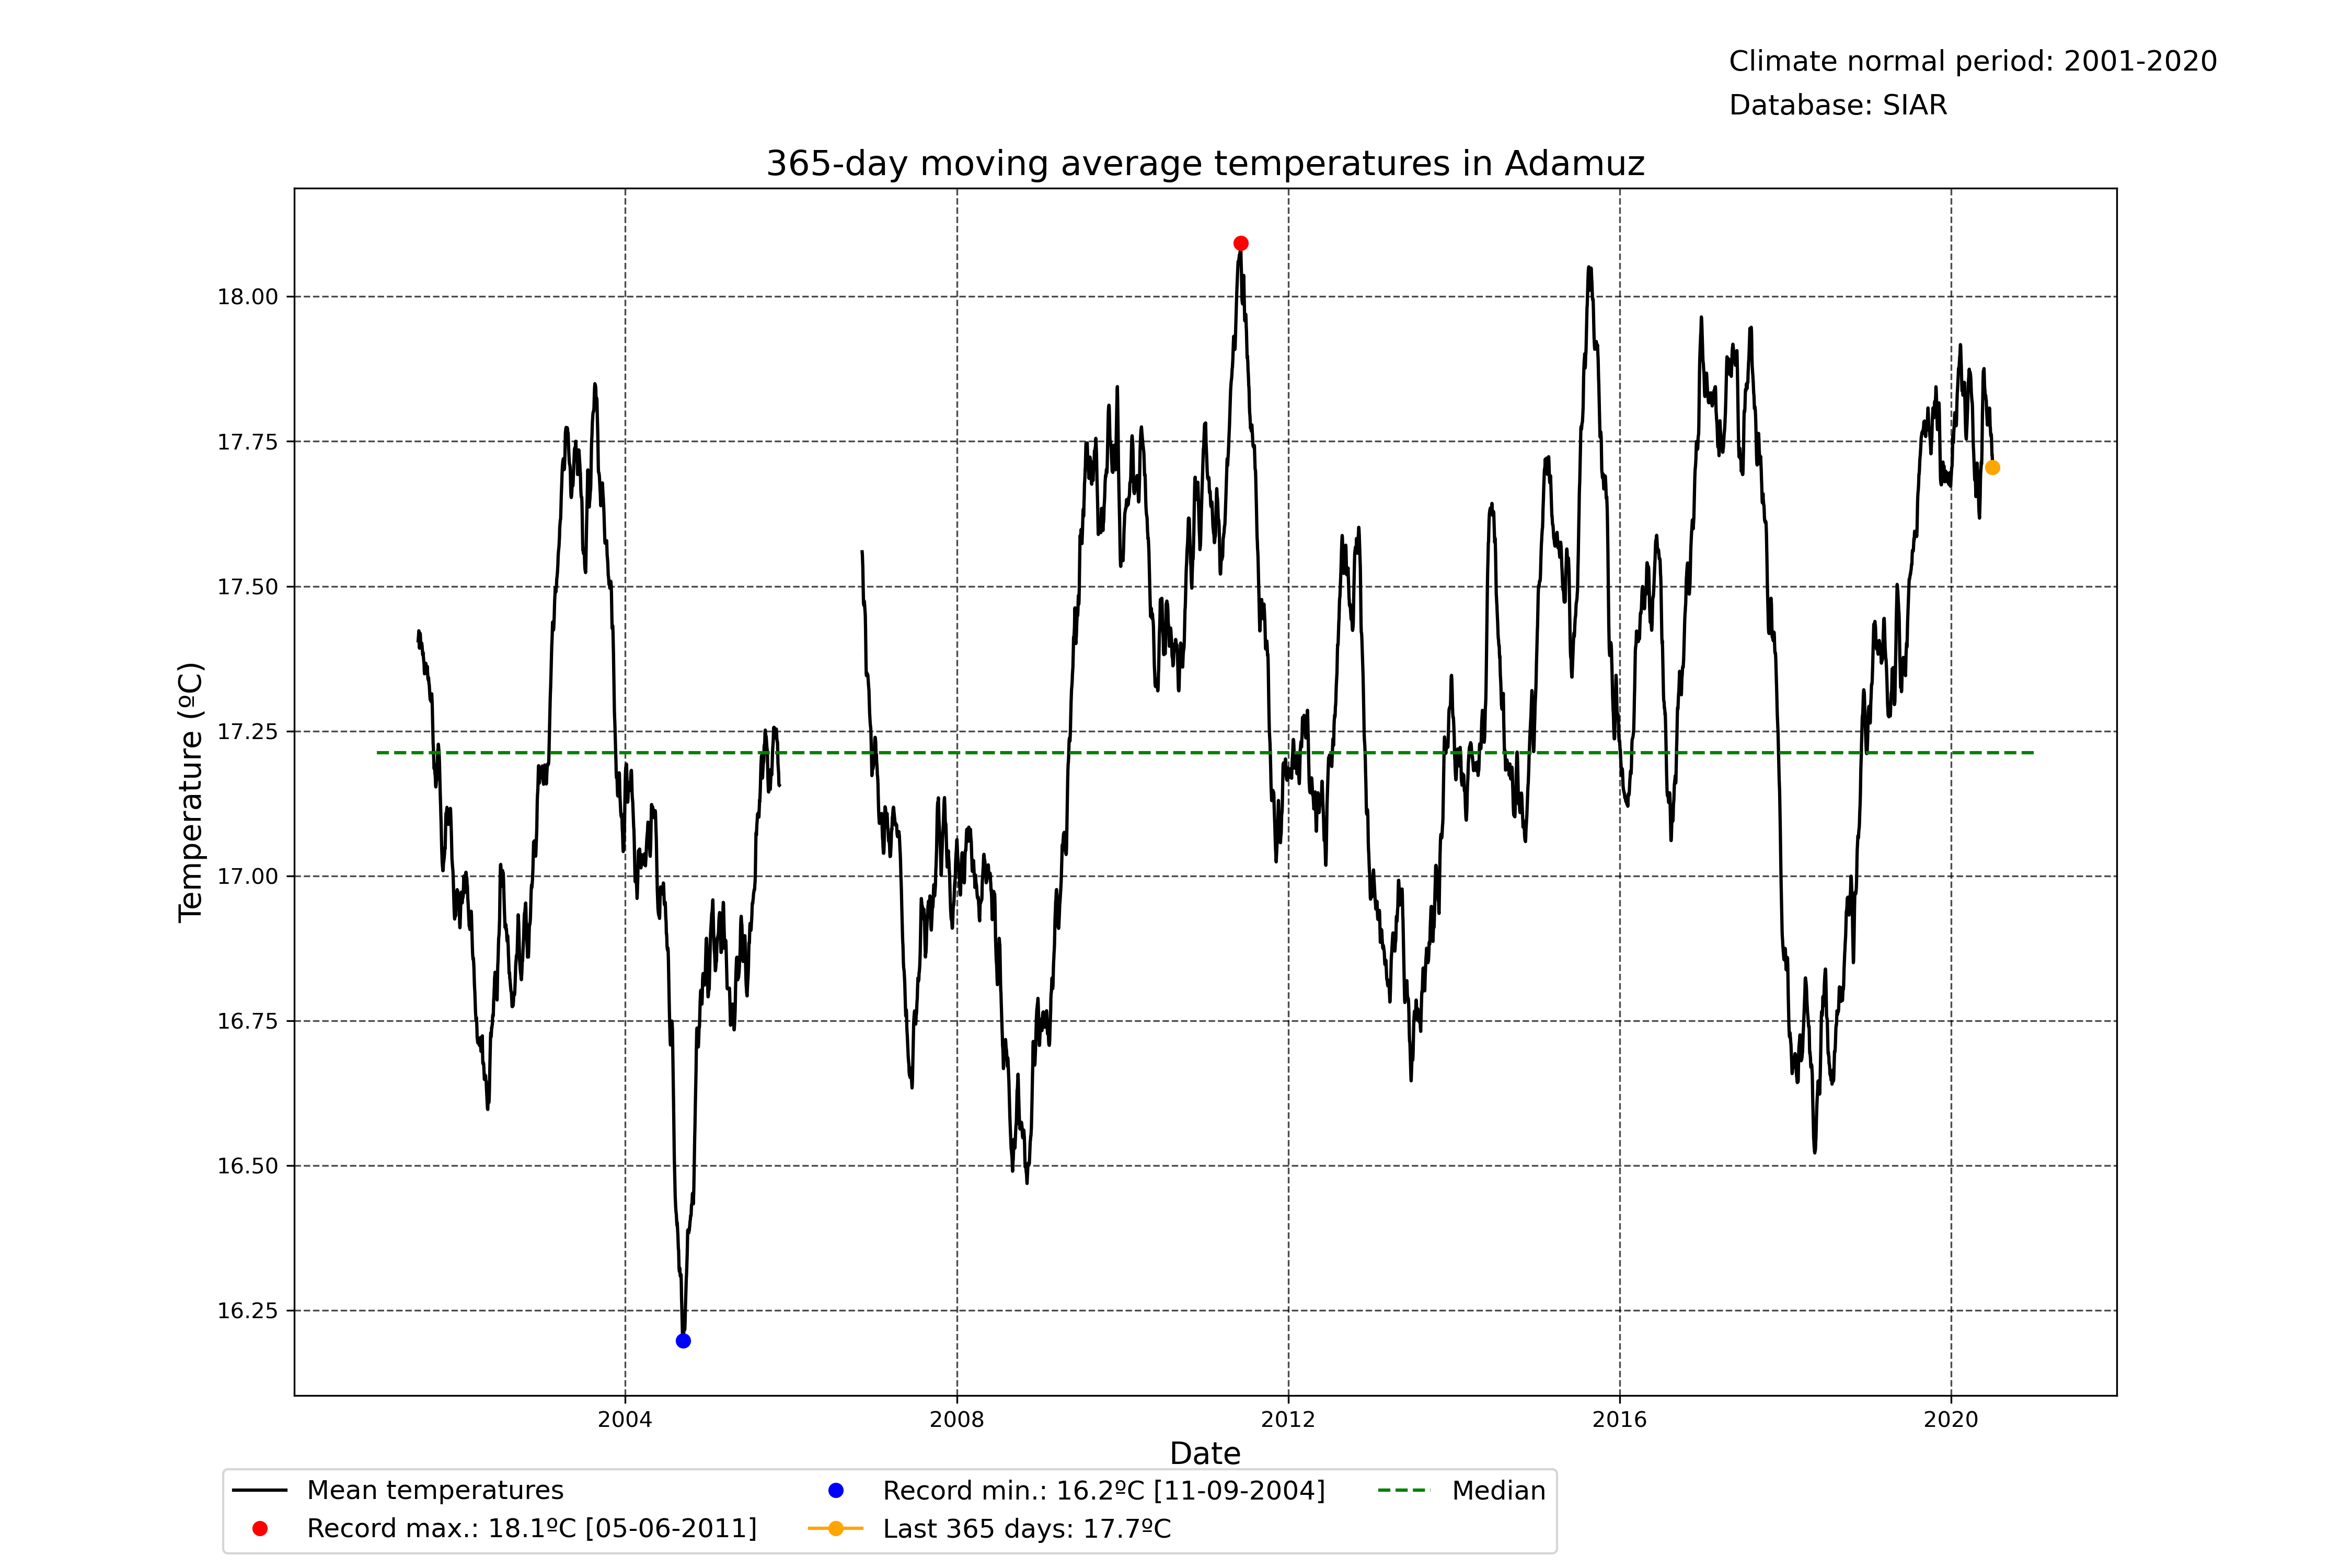 Climate normal period: 2001-2020
Database: SIAR
365-day moving average temperatures in Adamuz
18.00
17.75
17.50
17.25
17.00
16.75
16.50
16.25
Temperature (ºC)
2004 2008 2012 2016 2020
Date
Mean temperatures
Record max.: 18.1ºC [05-06-2011]
Record min.: 16.2ºC [11-09-2004]
Last 365 days: 17.7ºC
Median